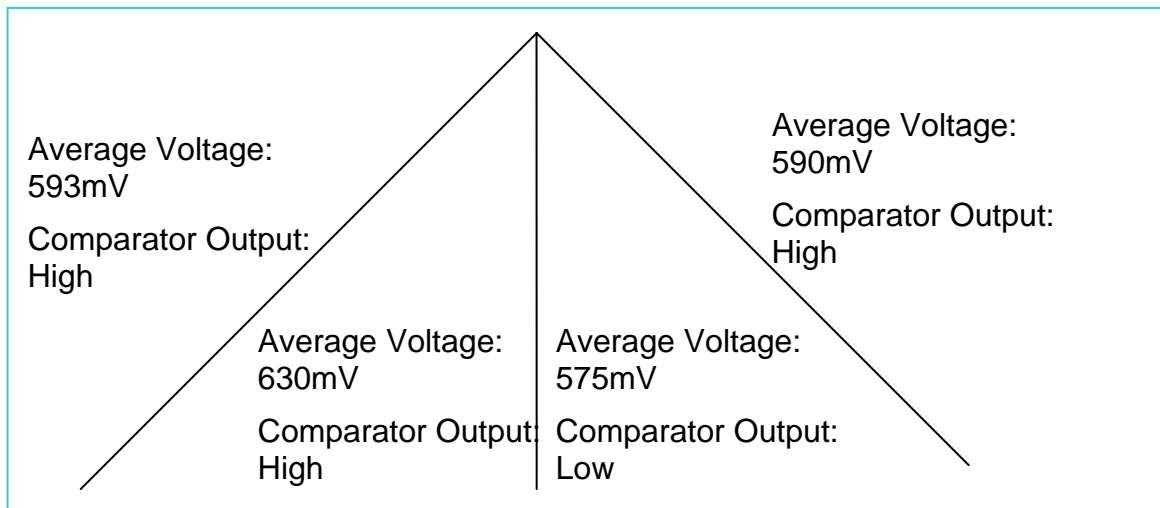 Average Voltage:
593mV
Comparator Output:
High
Average Voltage:
630mV
Comparator Output:
High
Average Voltage:
575mV
Comparator Output:
Low
Average Voltage:
590mV
Comparator Output:
High